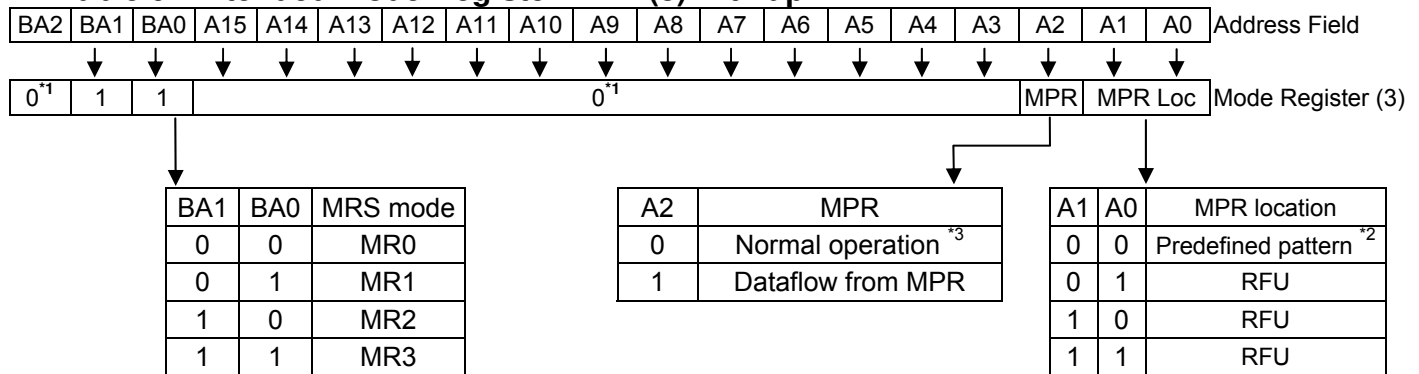 BA2 BA1 BA0 A15 A14 A13 A12 A11 A10 A9 A8 A7 A6 A5 A4 A3 A2 A1 A0 Address Field
0*1 1 1 0*1 MPR MPR Loc Mode Register (3)
BA1 BA0 MRS mode
0 0 MR0
0 1 MR1
1 0 MR2
1 1 MR3
A2 MPR
0 Normal operation *3
1 Dataflow from MPR
A1 A0 MPR location
0 0 Predefined pattern *2
0 1 RFU
1 0 RFU
1 1 RFU